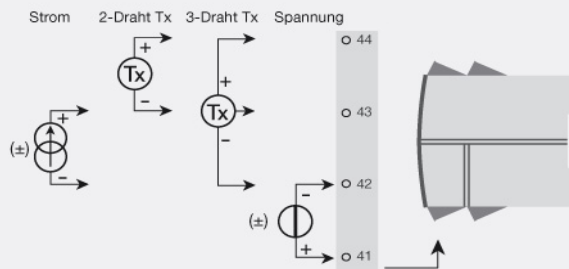 Strom 2-Draht Tx 3-Draht Tx Spannung
+ 44
Tx +
+ - Tx 43
(±) -
- - 42
(±)
+ 41